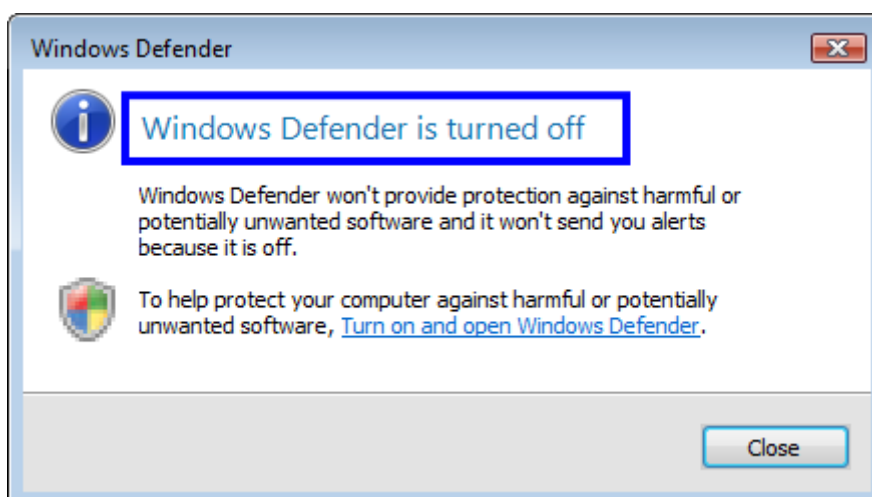 Windows Defender
Windows Defender is turned off
Windows Defender won't provide protection against harmful or
potentially unwanted software and it won't send you alerts
because it is off.
To help protect your computer against harmful or potentially
unwanted software, Turn on and open Windows Defender.
Close